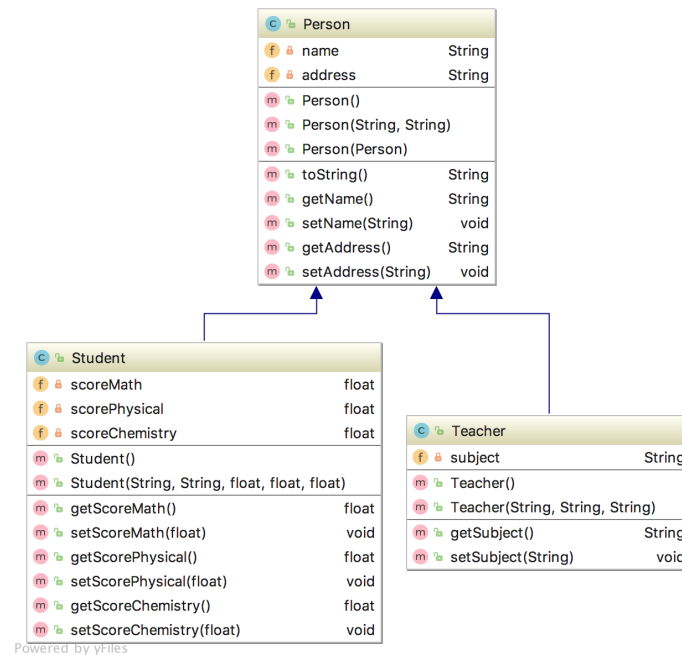 Person
name String
address String
Person()
Person(String, String)
Person(Person)
toString() String
getName() String
setName(String) void
getAddress() String
setAddress(String) void
Student
scoreMath float
scorePhysical float
scoreChemistry float
Student()
Student(String, String, float, float, float)
getScoreMath() float
setScoreMath(float) void
getScorePhysical() float
setScorePhysical(float) void
getScoreChemistry() float
setScoreChemistry(float) void
Teacher
subject String
Teacher()
Teacher(String, String, String)
getSubject() String
setSubject(String) void
Powered by yFiles